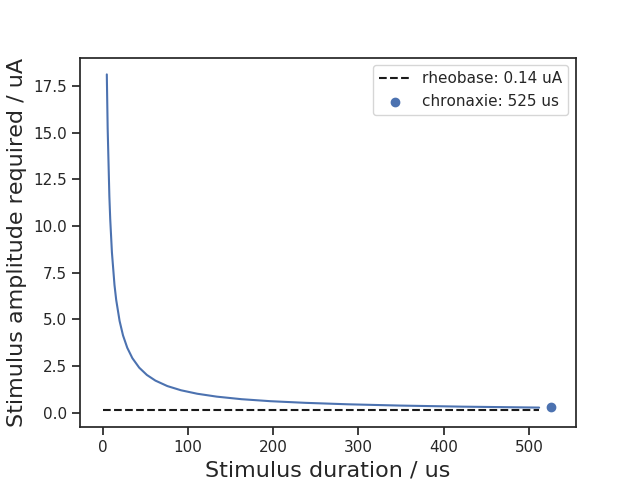 rheobase: 0.14 uA
chronaxie: 525 us
Stimulus amplitude required / uA
17.5
15.0
12.5
10.0
7.5
5.0
2.5
0.0
0 100 200 300 400 500
Stimulus duration / us